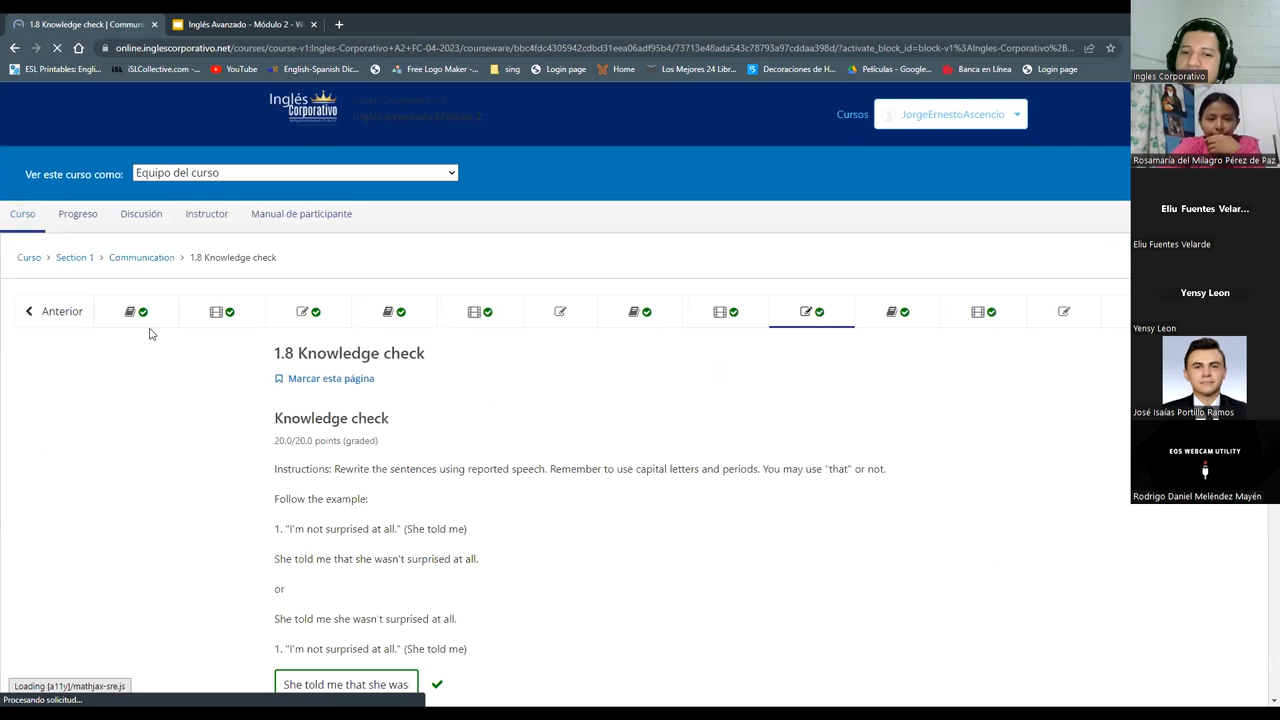 1.8 Knowledge check | Communi
Inglés Avanzado - Módulo 2 - W
online.inglescorporativo.net/courses/course-v1:Ingles-Corporativo+A2+FC-04-2023/courseware/bbc4fdc4305942cdbd31eea06adf95b4/73713e48ada543c78793a97cddaa398d/?activate_block_id=block-v1%3AIngles-Corporativo%2B...
ESL Printables: Engli...
iSLCollective.com -...
YouTube
English-Spanish Dic...
Free Logo Maker -...
sing
Login page
Home
Los Mejores 24 Libr...
Decoraciones de H...
Películas - Google...
Banca en Línea
Login page
Inglés Corporativo
Inglés-Avanzado Módulo 2
Cursos
JorgeErnestoAscencio
Ver este curso como:
Equipo del curso
Curso
Progreso
Discusión
Instructor
Manual de participante
Curso > Section 1 > Communication > 1.8 Knowledge check
Anterior
1.8 Knowledge check
Marcar esta página
Knowledge check
20.0/20.0 points (graded)
Instructions: Rewrite the sentences using reported speech. Remember to use capital letters and periods. You may use "that" or not.
Follow the example:
1. "I'm not surprised at all." (She told me)
She told me that she wasn't surprised at all.
or
She told me she wasn't surprised at all.
1. "I'm not surprised at all." (She told me)
She told me that she was
Loading [a11y]/mathjax-sre.js
Procesando solicitud...
Ingles Corporativo
Rosamaría del Milagro Pérez de Paz
Eliu Fuentes Velar...
Eliu Fuentes Velarde
Yensy Leon
Yensy Leon
José Isaías Portillo Ramos
EOS WEBCAM UTILITY
Rodrigo Daniel Meléndez Mayén